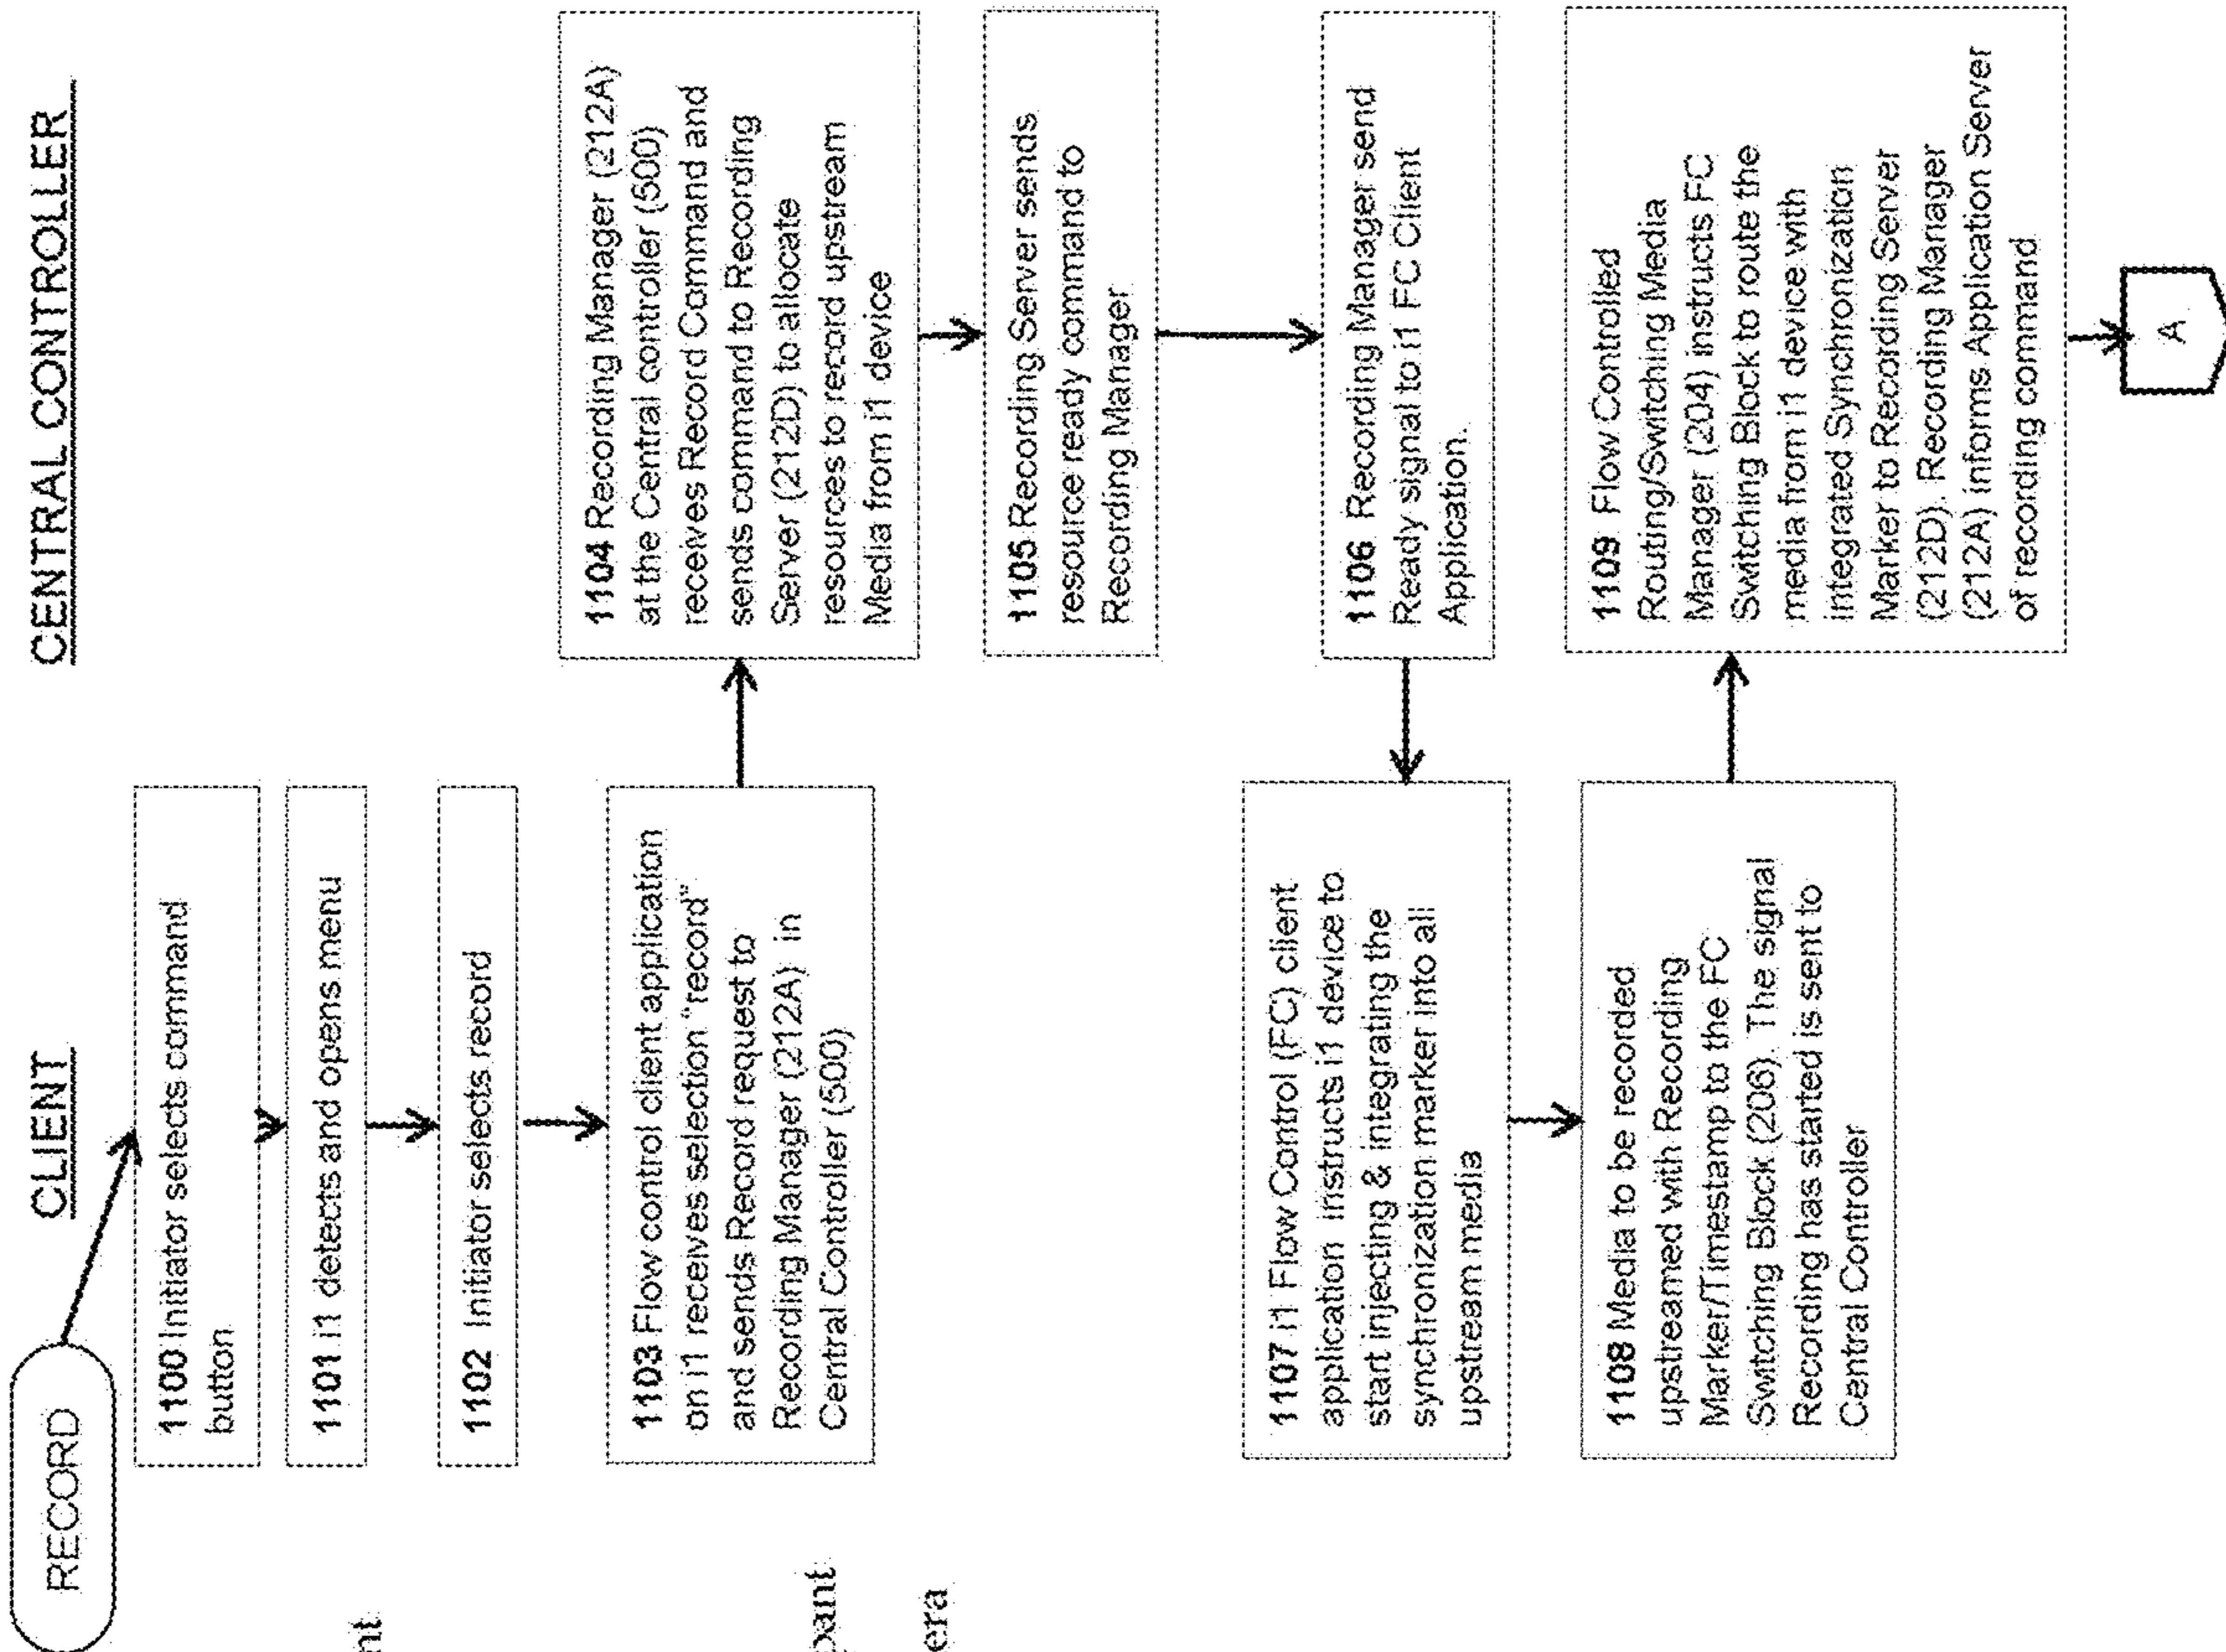 CLIENT
CENTRAL CONTROLLER
RECORD
1100 Initiator selects command
button
1101 i1 detects and opens menu
1102 Initiator selects record
1103 Flow control client application
on i1 receives selection "record"
and sends Record request to
Recording Manager (212A) in
Central Controller (500)
1104 Recording Manager (212A)
at the Central controller (500)
receives Record Command and
sends command to Recording
Server (212D) to allocate
resources to record upstream
Media from i1 device
1105 Recording Server sends
resource ready command to
Recording Manager
1106 Recording Manager send
Ready signal to i1 FC Client
Application.
1107 i1 Flow Control (FC) client
application instructs i1 device to
start injecting & integrating the
synchronization marker into all
upstream media
1108 Media to be recorded
upstreamed with Recording
Marker/Timestamp to the FC
Switching Block (206). The signal
Recording has started is sent to
Central Controller
1109 Flow Controlled
Routing/Switching Media
Manager (204) instructs FC
Switching Block to route the
media from i1 device with
integrated Synchronization
Marker to Recording Server
(212D). Recording Manager
(212A) informs Application Server
of recording command
A
nt
pant
era